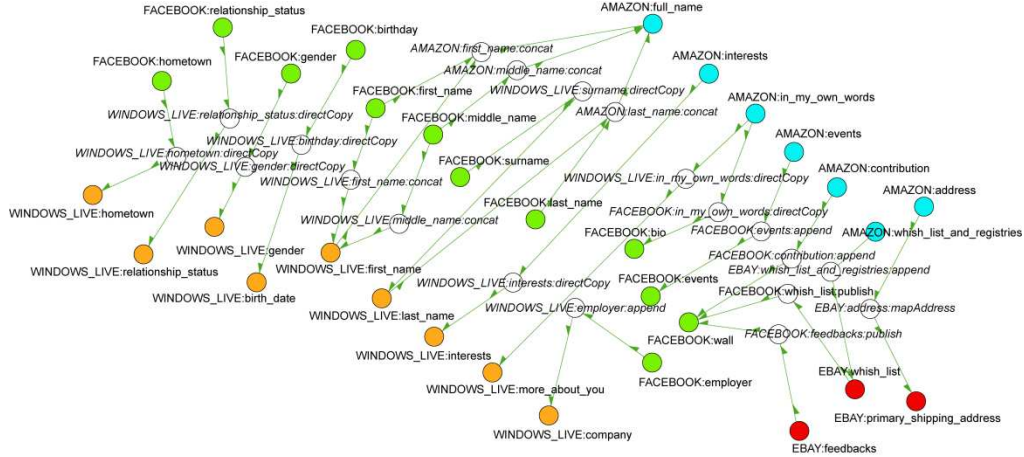 FACEBOOK:relationship_status
AMAZON:full_name
FACEBOOK:birthday
FACEBOOK:hometown
FACEBOOK:gender
AMAZON:first_name:concat
AMAZON:interests
AMAZON:middle_name:concat
FACEBOOK:first_name
WINDOWS_LIVE:surname:directCopy
AMAZON:in_my_own_words
WINDOWS_LIVE:relationship_status:directCopy
AMAZON:last_name:concat
FACEBOOK:middle_name
AMAZON:events
WINDOWS_LIVE:birthday:directCopy
WINDOWS_LIVE:hometown:directCopy
WINDOWS_LIVE:gender:directCopy
FACEBOOK:surname
AMAZON:contribution
WINDOWS_LIVE:first_name:concat
WINDOWS_LIVE:in_my_own_words:directCopy
AMAZON:address
FACEBOOK:last_name
WINDOWS_LIVE:hometown
WINDOWS_LIVE:middle_name:concat
FACEBOOK:in_my_own_words:directCopy
FACEBOOK:bio
FACEBOOK:events:append
AMAZON:whish_list_and_registries
WINDOWS_LIVE:gender
FACEBOOK:contribution:append
WINDOWS_LIVE:relationship_status
WINDOWS_LIVE:first_name
EBAY:whish_list_and_registries:append
FACEBOOK:events
WINDOWS_LIVE:interests:directCopy
FACEBOOK:whish_list:publish
WINDOWS_LIVE:birth_date
WINDOWS_LIVE:employer:append
EBAY:address:mapAddress
WINDOWS_LIVE:last_name
FACEBOOK:feedbacks:publish
FACEBOOK:wall
WINDOWS_LIVE:interests
EBAY:whish_list
FACEBOOK:employer
WINDOWS_LIVE:more_about_you
EBAY:primary_shipping_address
WINDOWS_LIVE:company
EBAY:feedbacks